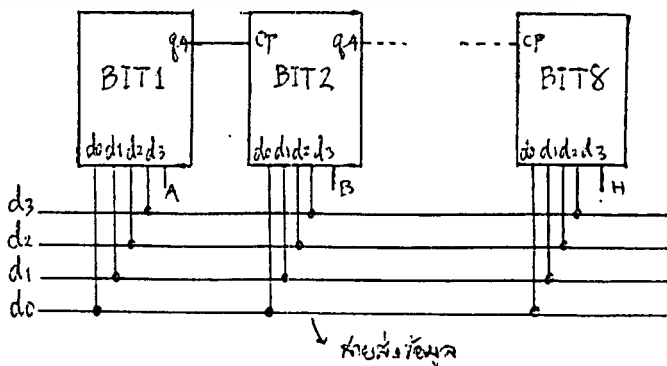 q4 CP q4 CP
BIT1 BIT2 BIT8
d0 d1 d2 d3 d0 d1 d2 d3 d0 d1 d2 d3
A B H
d3
d2
d1
d0
สายส่งข้อมูล